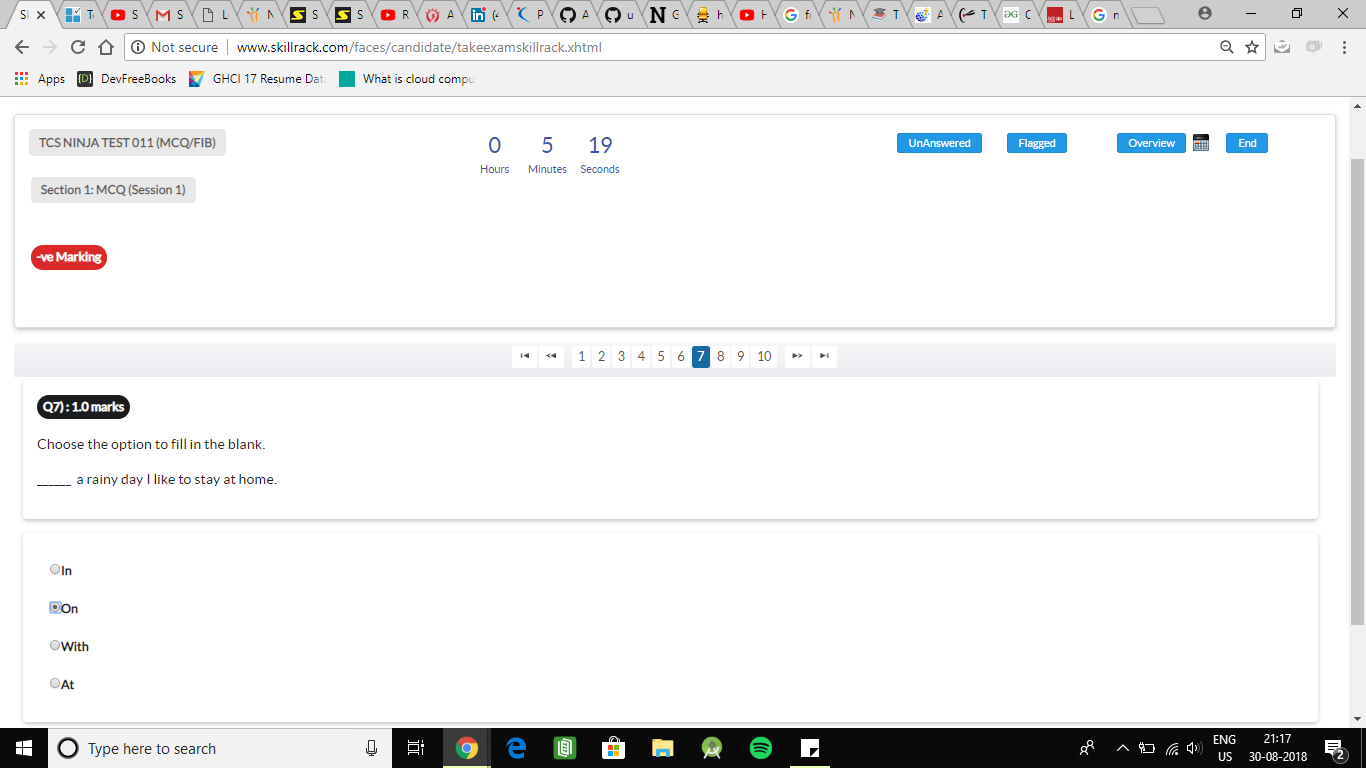 Not secure
www.skillrack.com/faces/candidate/takeexamskillrack.xhtml
Apps
DevFreeBooks
GHCI 17 Resume Dat
What is cloud compu
TCS NINJA TEST 011 (MCQ/FIB)
0 5 19
Hours Minutes Seconds
UnAnswered
Flagged
Overview
End
Section 1: MCQ (Session 1)
-ve Marking
1 2 3 4 5 6 7 8 9 10
Q7) : 1.0 marks
Choose the option to fill in the blank.
______ a rainy day I like to stay at home.
In
On
With
At
Type here to search
ENG
US
21:17
30-08-2018
2